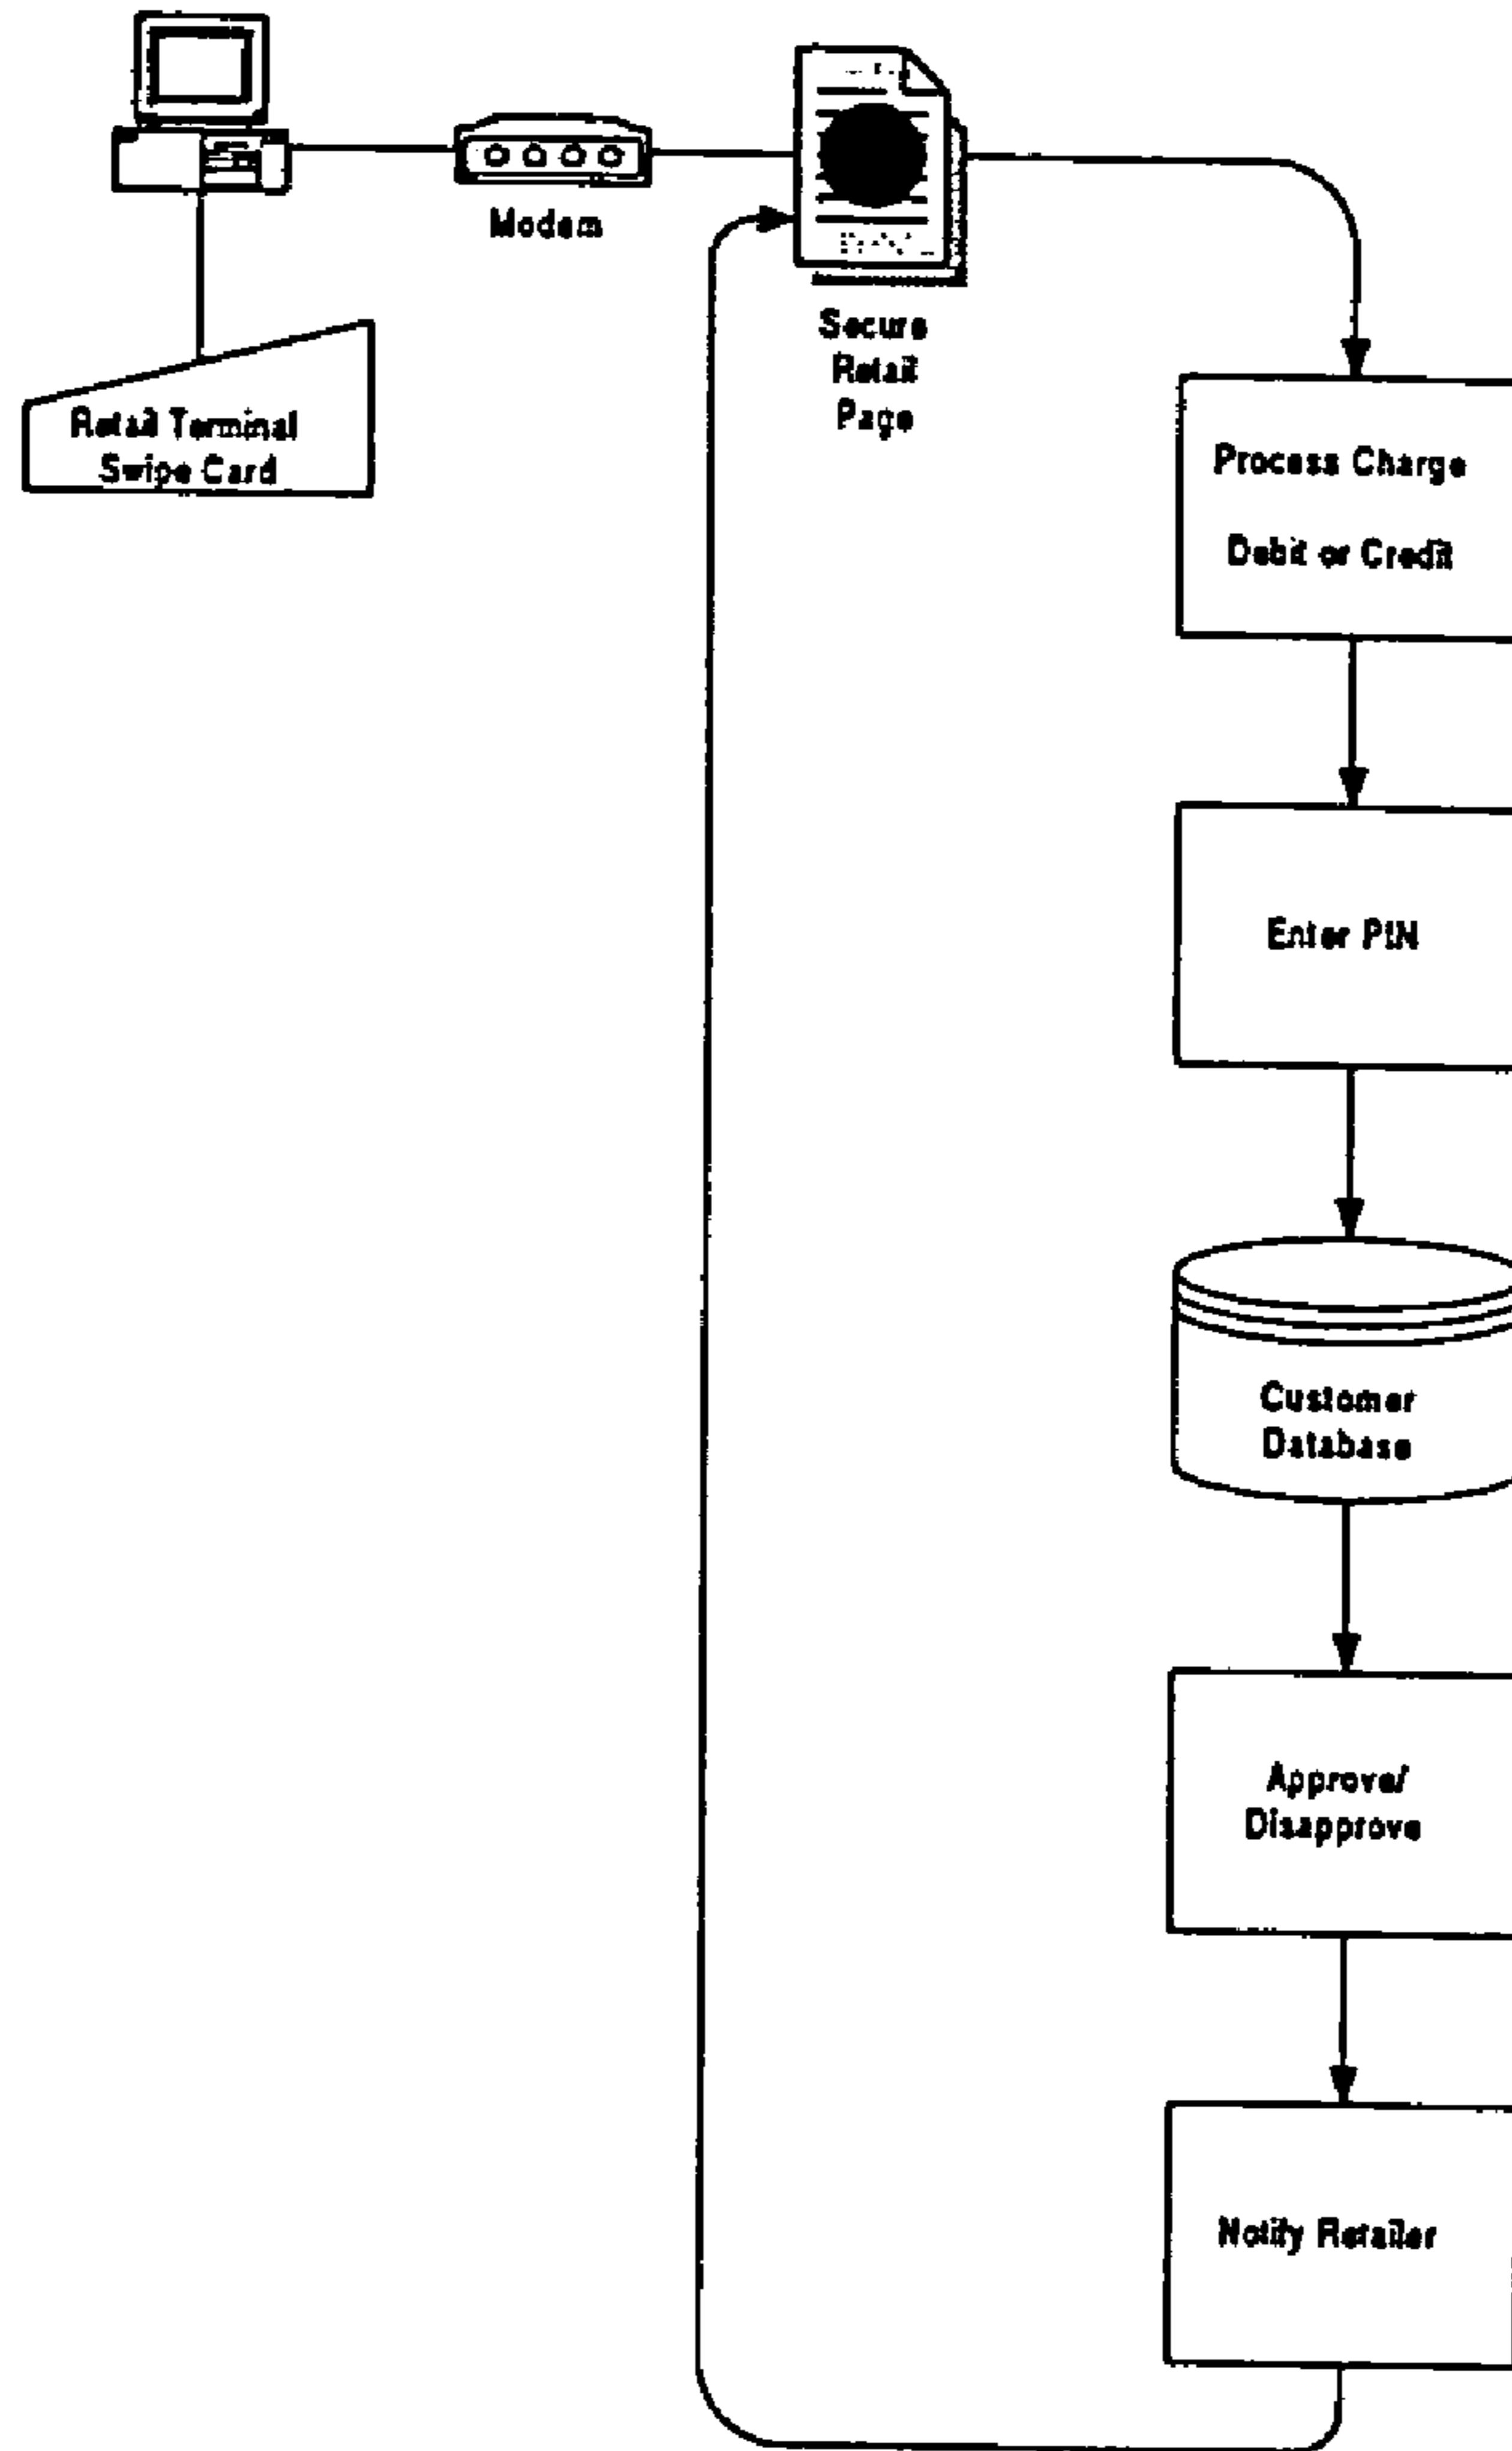 Modem
Secure
Retail
Page
Retail Terminal
Swipe Card
Process Charge
Debit or Credit
Enter PIN
Customer
Database
Approve/
Disapprove
Notify Retailer